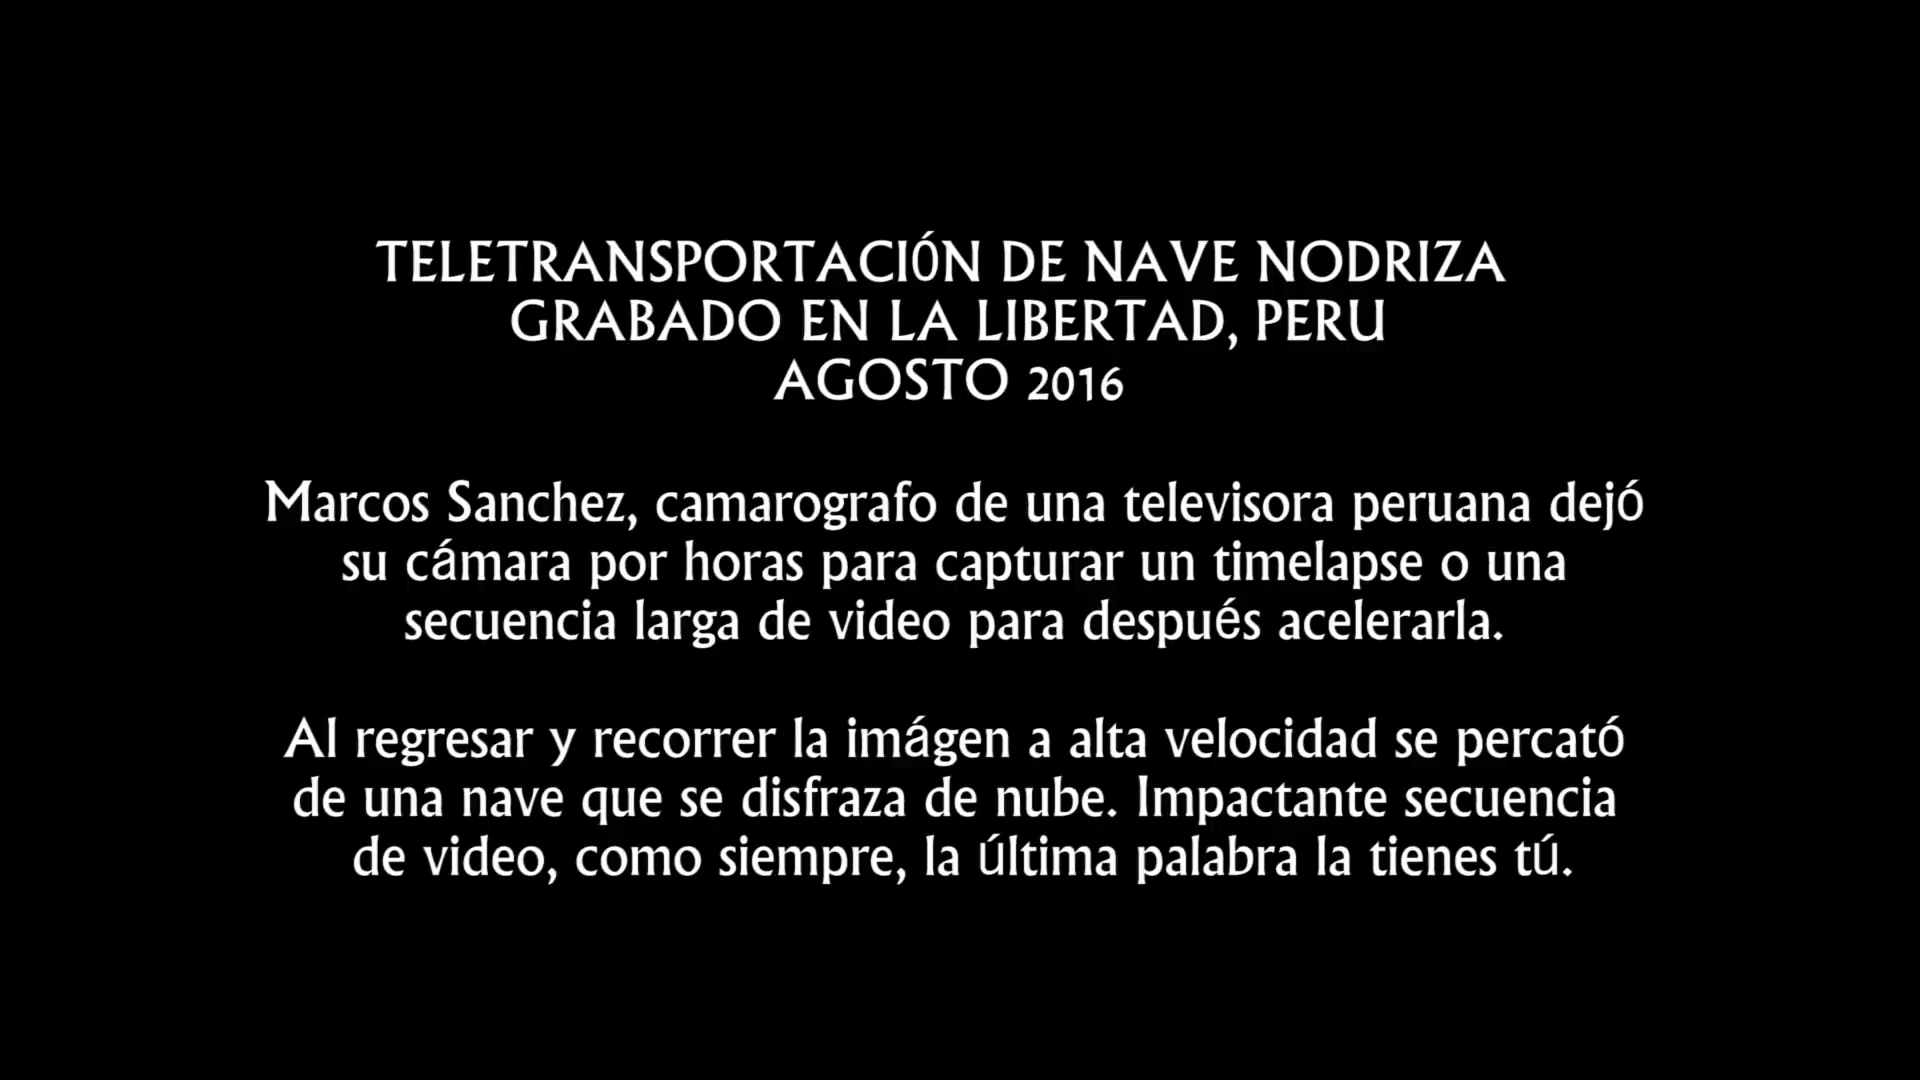 TELETRANSPORTACIÓN DE NAVE NODRIZA
GRABADO EN LA LIBERTAD, PERU
AGOSTO 2016
Marcos Sanchez, camarografo de una televisora peruana dejó
su cámara por horas para capturar un timelapse o una
secuencia larga de video para después acelerarla.
Al regresar y recorrer la imágen a alta velocidad se percató
de una nave que se disfraza de nube. Impactante secuencia
de video, como siempre, la última palabra la tienes tú.